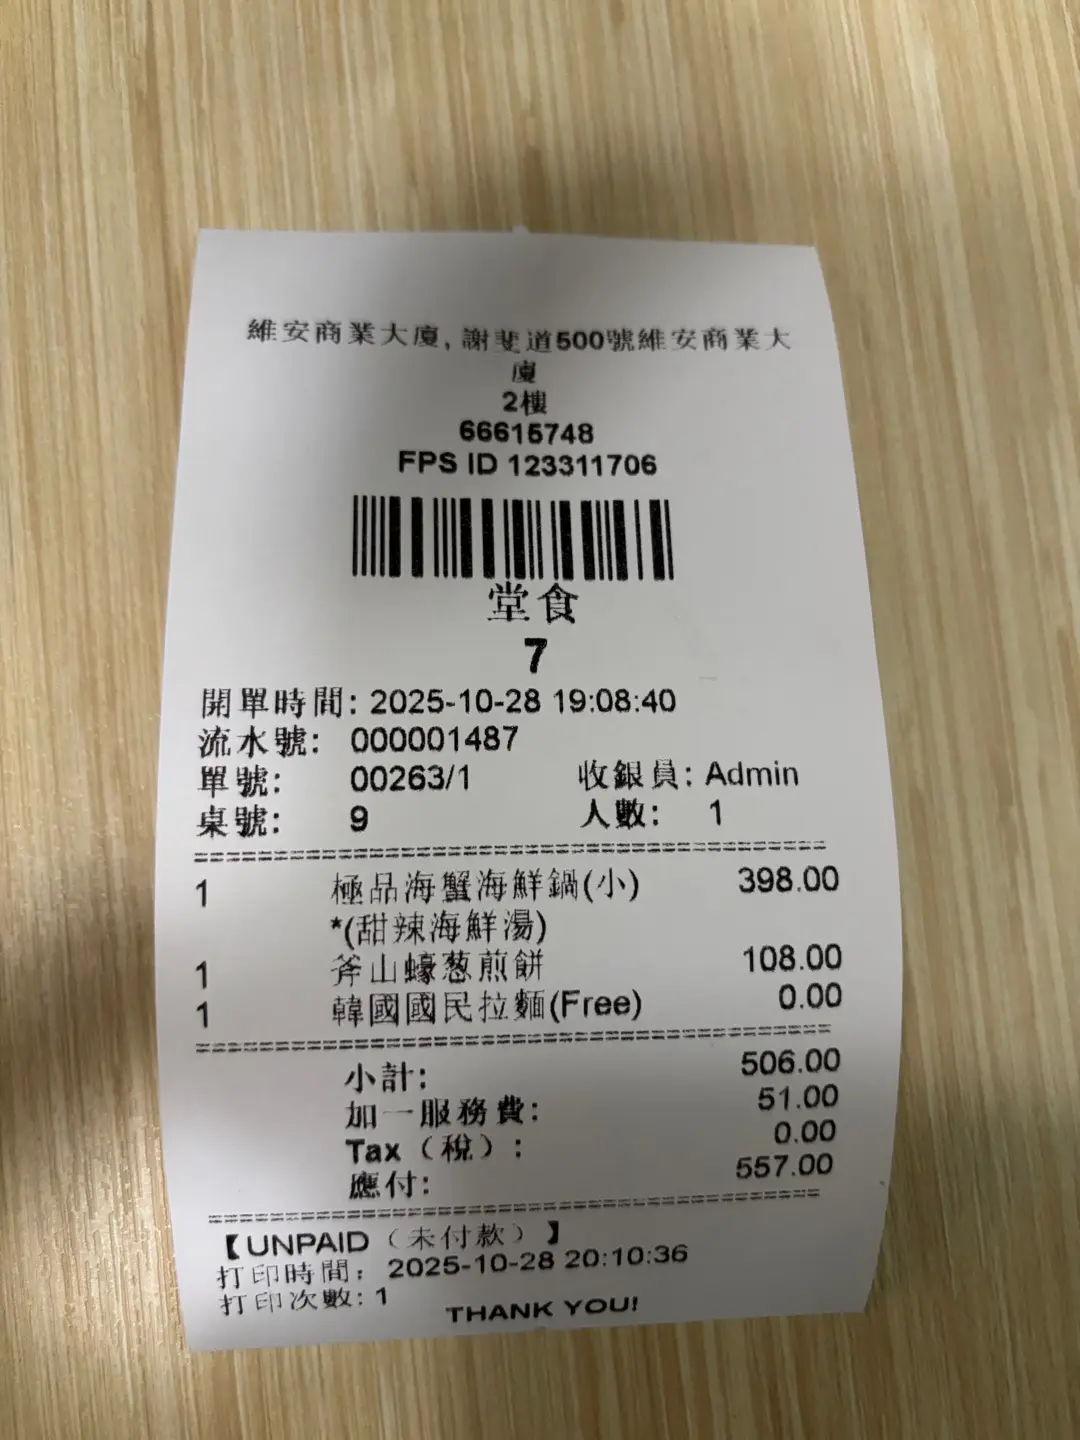 維安商業大廈, 謝斐道500號維安商業大
廈
2樓
66615748
FPS ID 123311706
堂食
7
開單時間: 2025-10-28 19:08:40
流水號: 000001487
單號: 00263/1 收銀員: Admin
桌號: 9 人數: 1
1 極品海蟹海鮮鍋(小) 398.00
*(甜辣海鮮湯)
1 斧山蠔葱煎餅 108.00
1 韓國國民拉麵(Free) 0.00
小計: 506.00
加一服務費: 51.00
Tax（稅）: 0.00
應付: 557.00
【UNPAID（未付款）】
打印時間: 2025-10-28 20:10:36
打印次數: 1
THANK YOU!